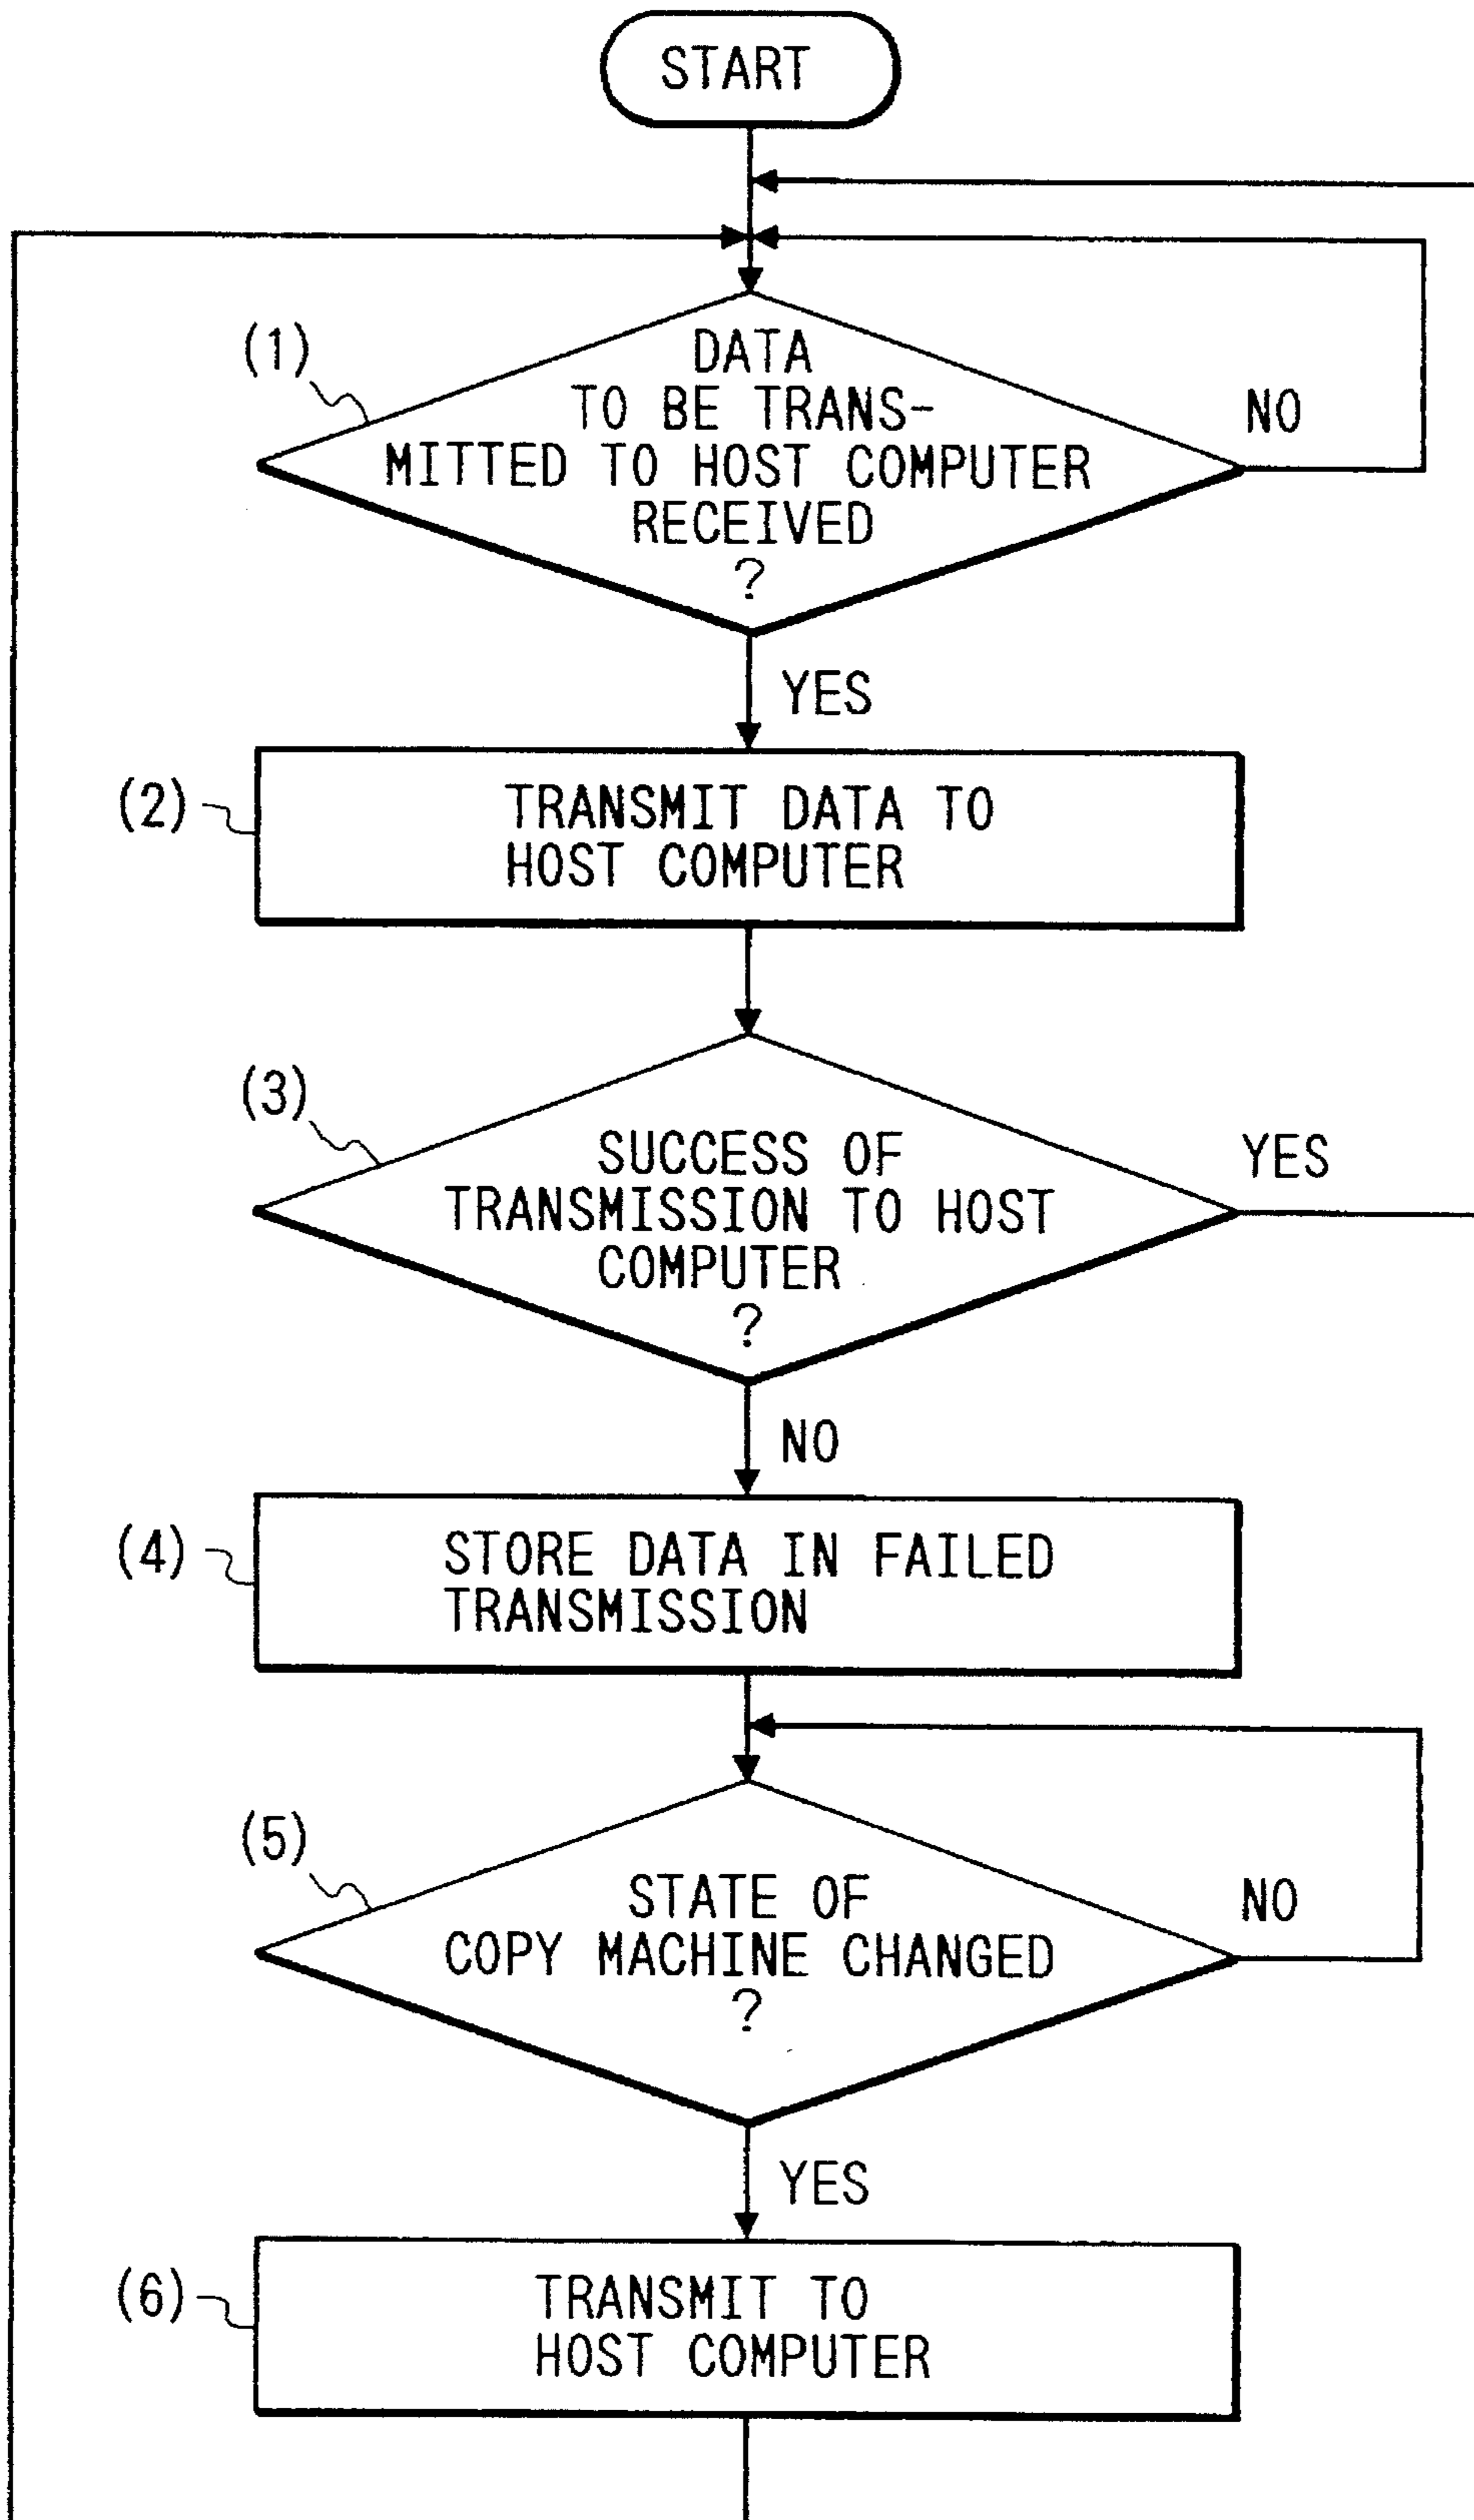 START
(1)
DATA
TO BE TRANS-
MITTED TO HOST COMPUTER
RECEIVED
?
NO
YES
(2)
TRANSMIT DATA TO
HOST COMPUTER
(3)
SUCCESS OF
TRANSMISSION TO HOST
COMPUTER
?
YES
NO
(4)
STORE DATA IN FAILED
TRANSMISSION
(5)
STATE OF
COPY MACHINE CHANGED
?
NO
YES
(6)
TRANSMIT TO
HOST COMPUTER